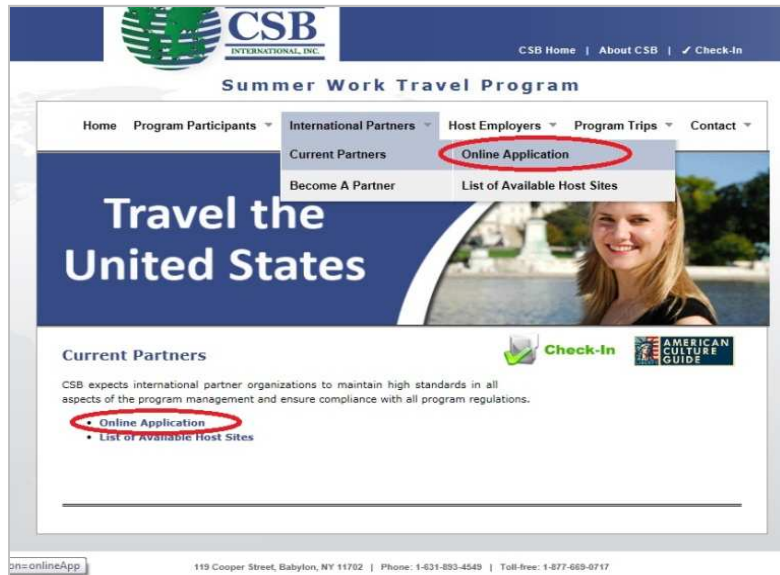 CSB
INTERNATIONAL, INC.
CSB Home | About CSB | ✓ Check-In
Summer Work Travel Program
Home Program Participants International Partners Host Employers Program Trips Contact
Current Partners Online Application
Become A Partner List of Available Host Sites
Travel the
United States
Check-In
AMERICAN
CULTURE
GUIDE
Current Partners
CSB expects international partner organizations to maintain high standards in all
aspects of the program management and ensure compliance with all program regulations.
• Online Application
• List of Available Host Sites
on=onlineApp
119 Cooper Street, Babylon, NY 11702 | Phone: 1-631-893-4549 | Toll-free: 1-877-669-0717